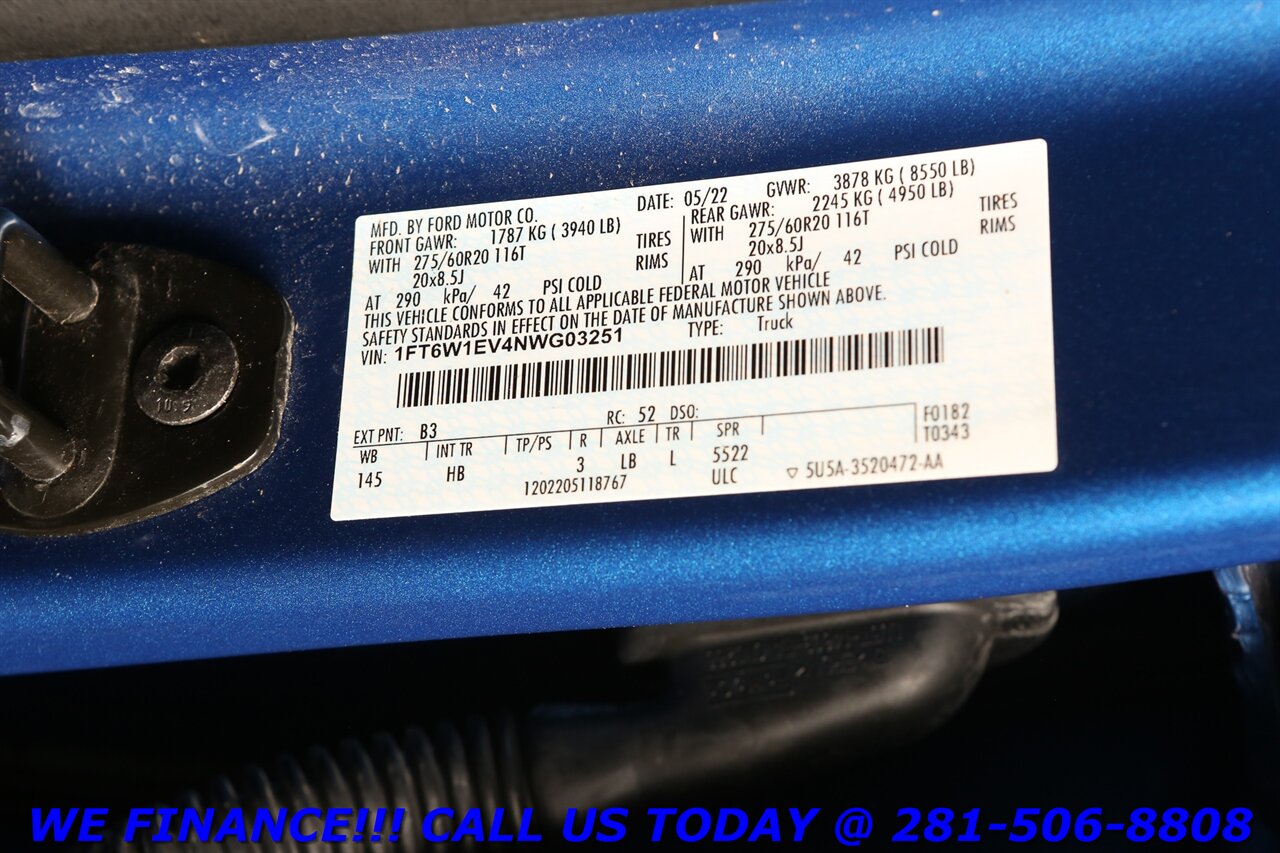 MFD. BY FORD MOTOR CO. DATE: 05/22 GVWR: 3878 KG ( 8550 LB)
FRONT GAWR: 1787 KG ( 3940 LB) REAR GAWR: 2245 KG ( 4950 LB)
WITH 275/60R20 116T TIRES WITH 275/60R20 116T TIRES
20x8.5J RIMS 20x8.5J RIMS
AT 290 kPa/ 42 PSI COLD AT 290 kPa/ 42 PSI COLD
THIS VEHICLE CONFORMS TO ALL APPLICABLE FEDERAL MOTOR VEHICLE
SAFETY STANDARDS IN EFFECT ON THE DATE OF MANUFACTURE SHOWN ABOVE.
VIN: 1FT6W1EV4NWG03251 TYPE: Truck
EXT PNT: B3 RC: 52 DSO: F0182
WB INT TR TP/PS R AXLE TR SPR T0343
145 HB 3 LB L 5522
1202205118767 ULC ▽ 5U5A-3520472-AA
10.9
WE FINANCE!!! CALL US TODAY @ 281-506-8808